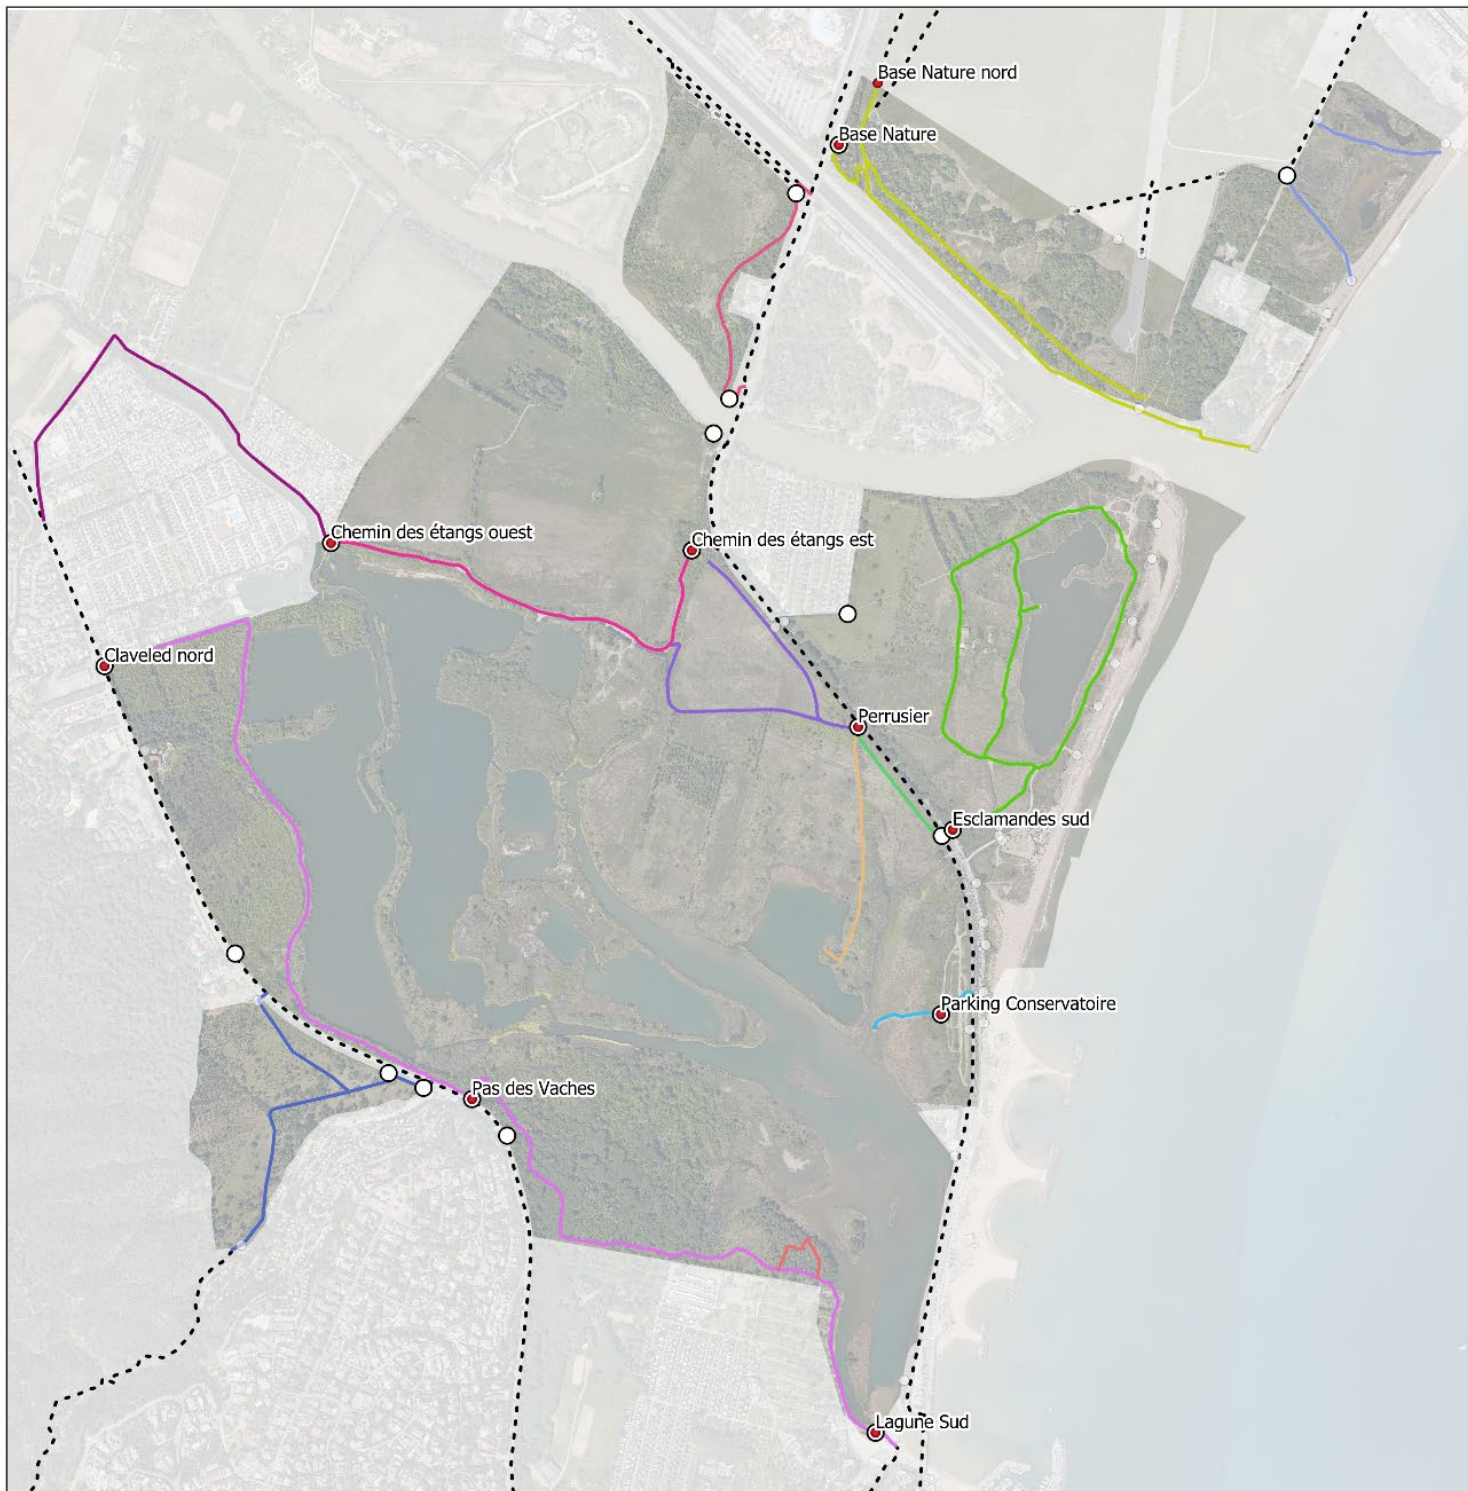 Base Nature nord
Base Nature
Chemin des étangs ouest
Chemin des étangs est
Claveled nord
Perrusier
Esclamandes sud
Parking Conservatoire
Pas des Vaches
Lagune Sud